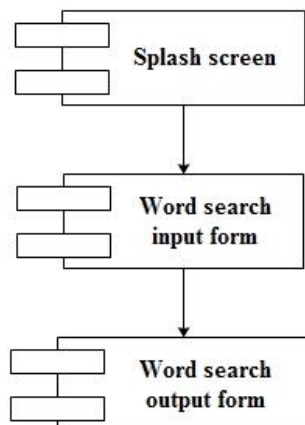 Splash screen
Word search
input form
Word search
output form